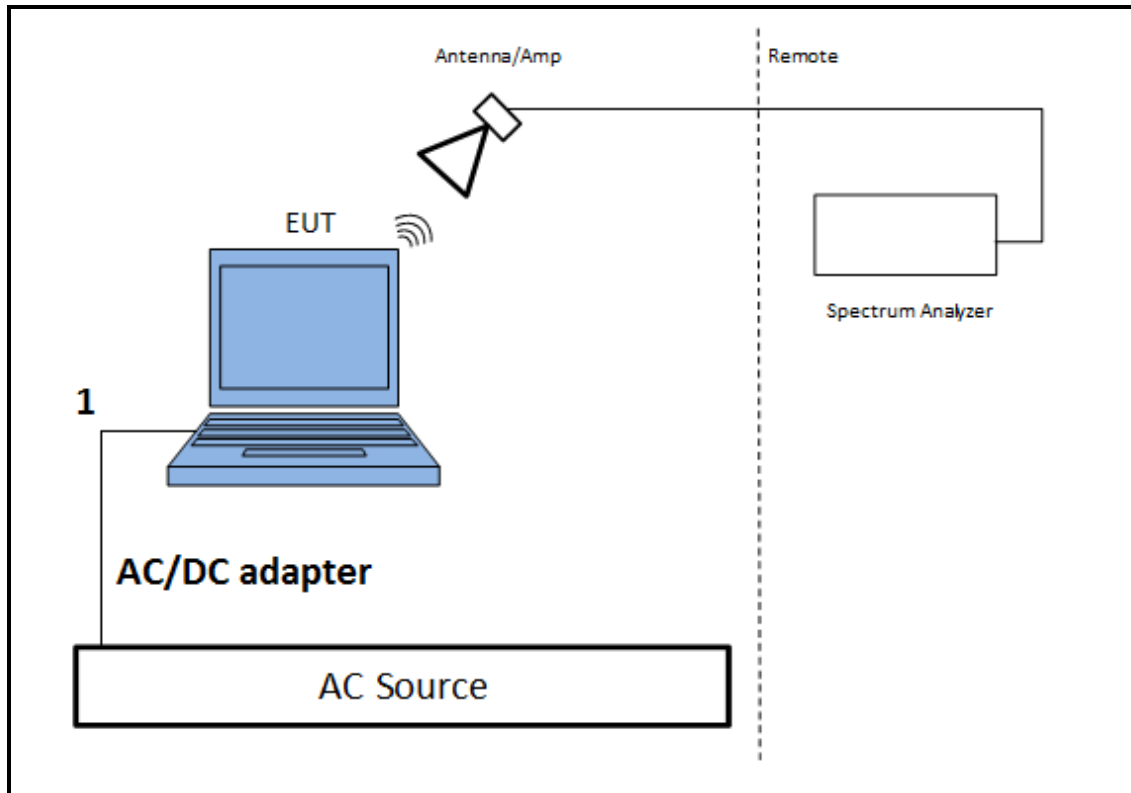 Antenna/Amp
Remote
EUT
Spectrum Analyzer
1
AC/DC adapter
AC Source